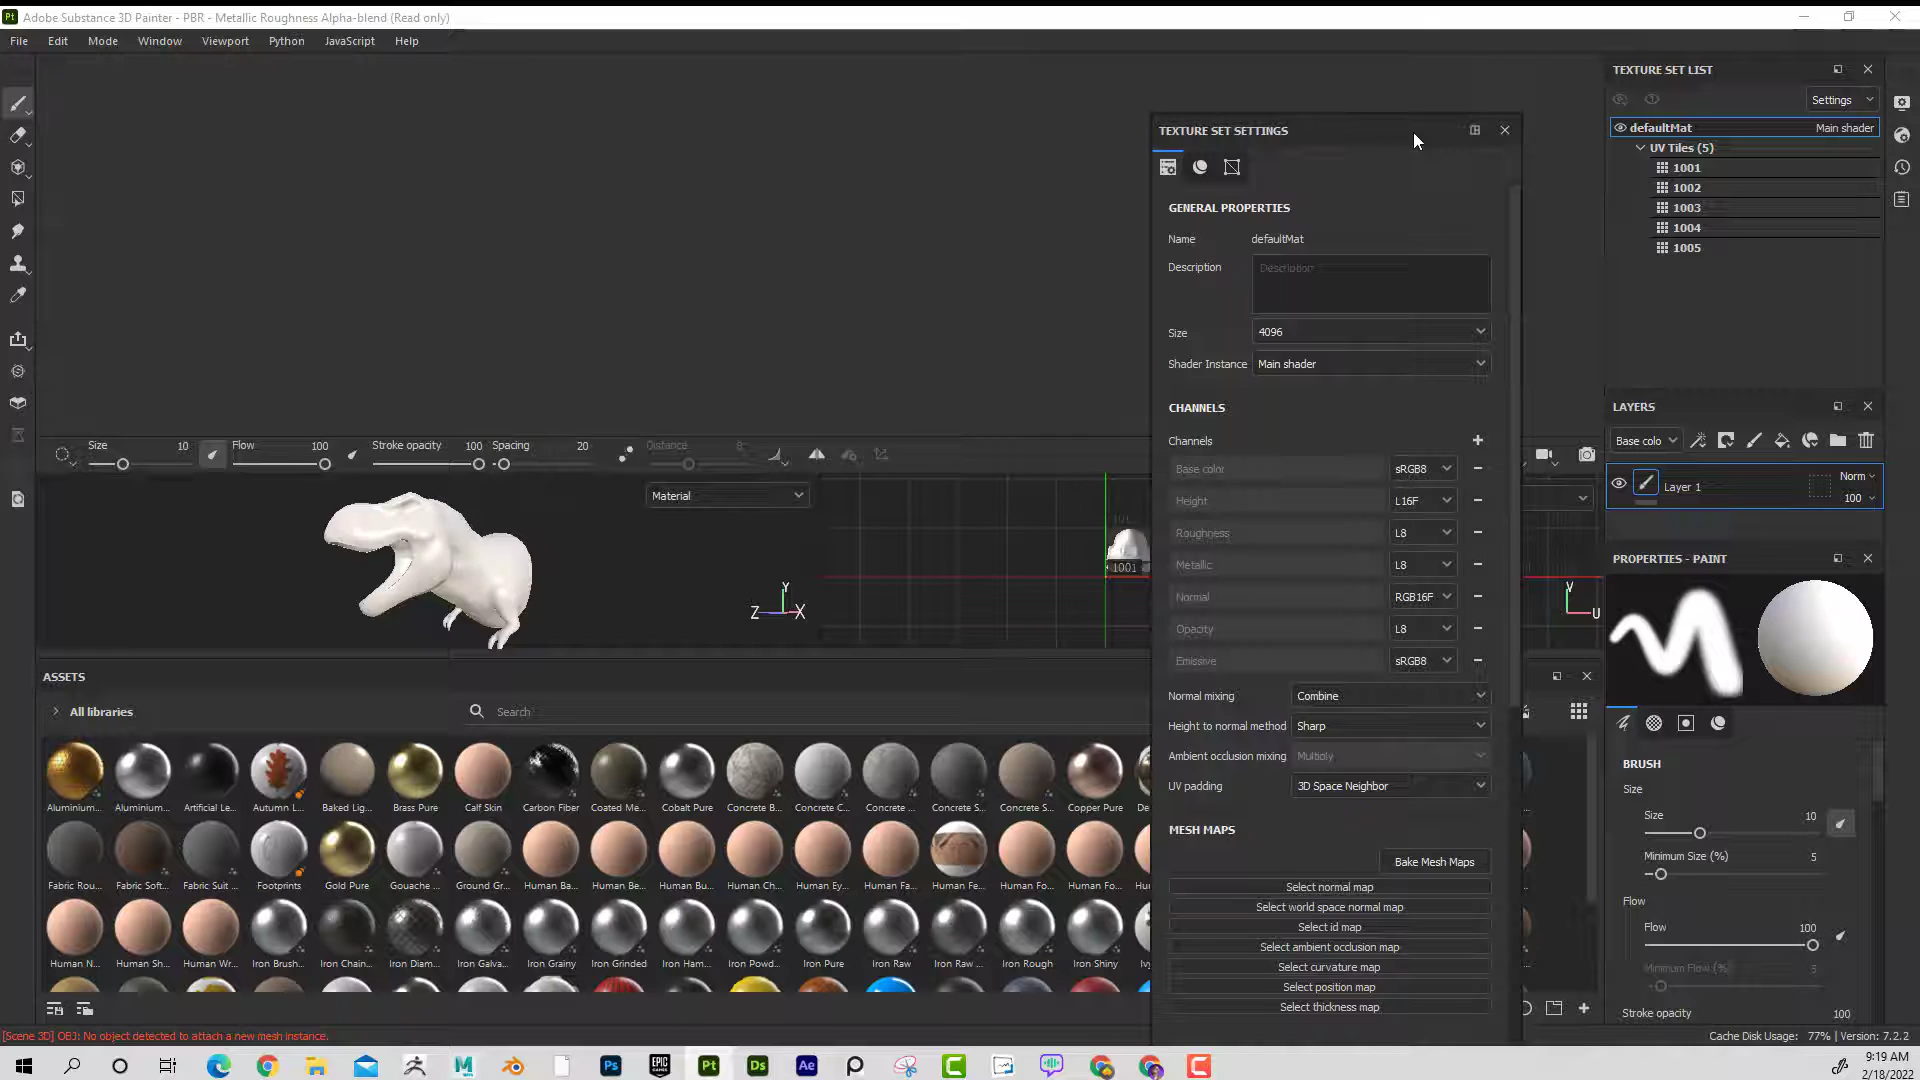 Adobe Substance 3D Painter - PBR - Metallic Roughness Alpha-blend (Read only)
File Edit Mode Window Viewport Python JavaScript Help
TEXTURE SET LIST
Settings
defaultMat Main shader
UV Tiles (5)
1001
1002
1003
1004
1005
TEXTURE SET SETTINGS
GENERAL PROPERTIES
Name defaultMat
Description Description
Size 4096
Shader Instance Main shader
CHANNELS
Channels
Base color sRGB8
Height L16F
Roughness L8
Metallic L8
Normal RGB16F
Opacity L8
Emissive sRGB8
Normal mixing Combine
Height to normal method Sharp
Ambient occlusion mixing Multiply
UV padding 3D Space Neighbor
MESH MAPS
Bake Mesh Maps
Select normal map
Select world space normal map
Select id map
Select ambient occlusion map
Select curvature map
Select position map
Select thickness map
Size 10 Flow 100 Stroke opacity 100 Spacing 20 Distance 8
Material
Y
Z X
1001
V
U
LAYERS
Base colo
Layer 1 Norm
100
PROPERTIES - PAINT
BRUSH
Size
Size 10
Minimum Size (%) 5
Flow
Flow 100
Minimum Flow (%) 5
Stroke opacity 100
ASSETS
All libraries Search
Aluminium... Aluminium... Artificial Le... Autumn L... Baked Lig... Brass Pure Calf Skin Carbon Fiber Coated Me... Cobalt Pure Concrete B... Concrete C... Concrete ... Concrete S... Concrete S... Copper Pure De
Fabric Rou... Fabric Soft... Fabric Suit ... Footprints Gold Pure Gouache ... Ground Gr... Human Ba... Human Be... Human Bu... Human Ch... Human Ey... Human Fa... Human Fe... Human Fo... Human Fo...
Human N... Human Sh... Human Wr... Iron Brush... Iron Chain... Iron Diam... Iron Galva... Iron Grainy Iron Grinded Iron Ham... Iron Powd... Iron Pure Iron Raw Iron Raw ... Iron Rough Iron Shiny
[Scene 3D] OBJ: No object detected to attach a new mesh instance.
Cache Disk Usage: 77% | Version: 7.2.2
9:19 AM
2/18/2022